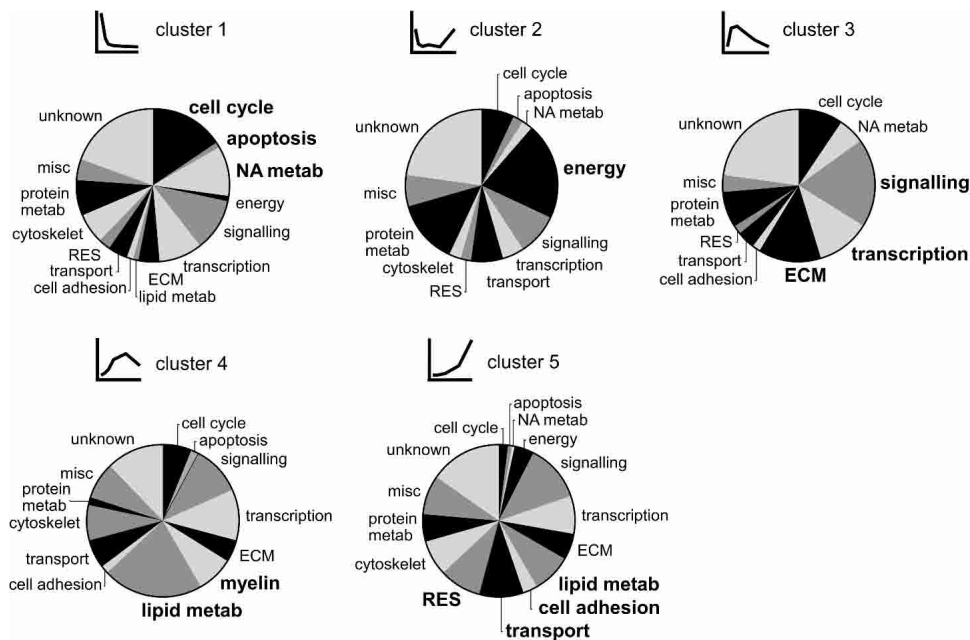 cluster 1
cell cycle
apoptosis
NA metab
energy
signalling
transcription
ECM
lipid metab
cell adhesion
transport
RES
cytoskelet
protein
metab
misc
unknown
cluster 2
cell cycle
apoptosis
NA metab
energy
signalling
transcription
transport
RES
cytoskelet
protein
metab
misc
unknown
cluster 3
cell cycle
NA metab
signalling
transcription
ECM
cell adhesion
transport
RES
protein
metab
misc
unknown
cluster 4
cell cycle
apoptosis
signalling
transcription
ECM
myelin
lipid metab
cell adhesion
transport
cytoskelet
protein
metab
misc
unknown
cluster 5
apoptosis
NA metab
cell cycle
energy
signalling
transcription
ECM
lipid metab
cell adhesion
transport
RES
cytoskelet
protein
metab
misc
unknown